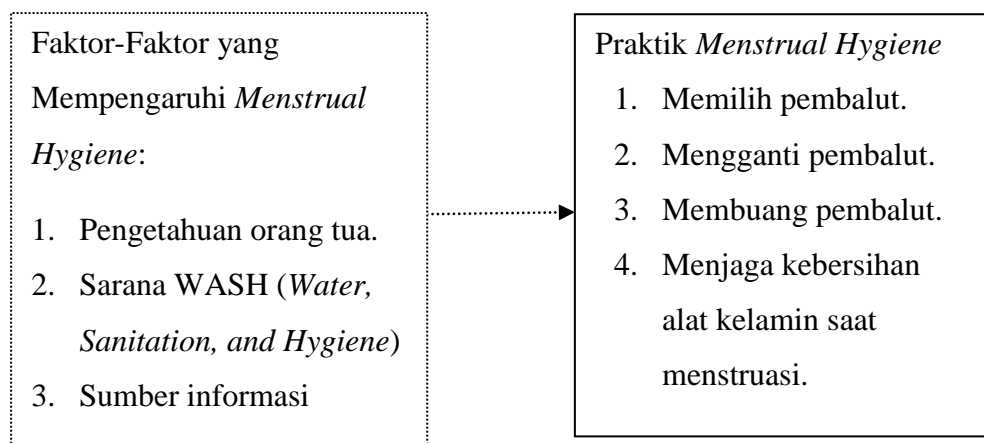 Faktor-Faktor yang
Mempengaruhi Menstrual
Hygiene:
1. Pengetahuan orang tua.
2. Sarana WASH (Water,
Sanitation, and Hygiene)
3. Sumber informasi
Praktik Menstrual Hygiene
1. Memilih pembalut.
2. Mengganti pembalut.
3. Membuang pembalut.
4. Menjaga kebersihan
alat kelamin saat
menstruasi.